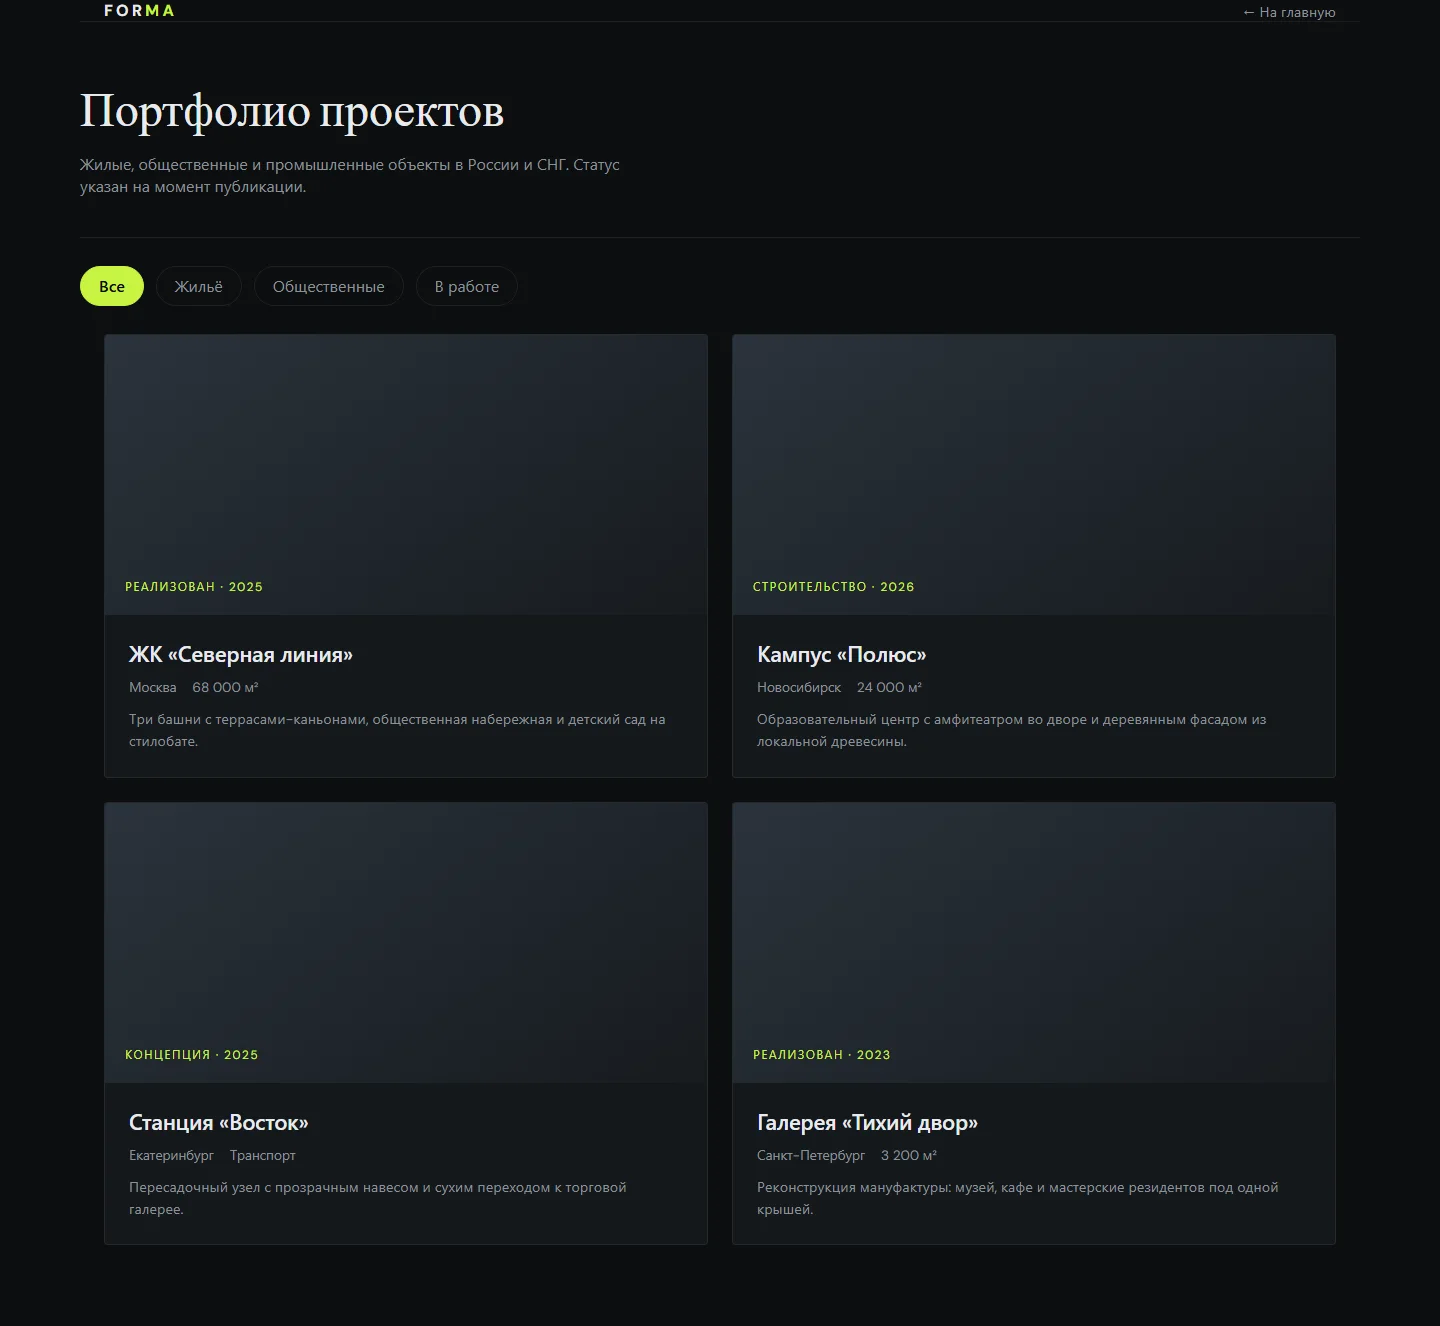 FORMA
← На главную
Портфолио проектов
Жилые, общественные и промышленные объекты в России и СНГ. Статус
указан на момент публикации.
Все
Жильё
Общественные
В работе
РЕАЛИЗОВАН · 2025
ЖК «Северная линия»
Москва 68 000 м²
Три башни с террасами-каньонами, общественная набережная и детский сад на
стилобате.
СТРОИТЕЛЬСТВО · 2026
Кампус «Полюс»
Новосибирск 24 000 м²
Образовательный центр с амфитеатром во дворе и деревянным фасадом из
локальной древесины.
КОНЦЕПЦИЯ · 2025
Станция «Восток»
Екатеринбург Транспорт
Пересадочный узел с прозрачным навесом и сухим переходом к торговой
галерее.
РЕАЛИЗОВАН · 2023
Галерея «Тихий двор»
Санкт-Петербург 3 200 м²
Реконструкция мануфактуры: музей, кафе и мастерские резидентов под одной
крышей.